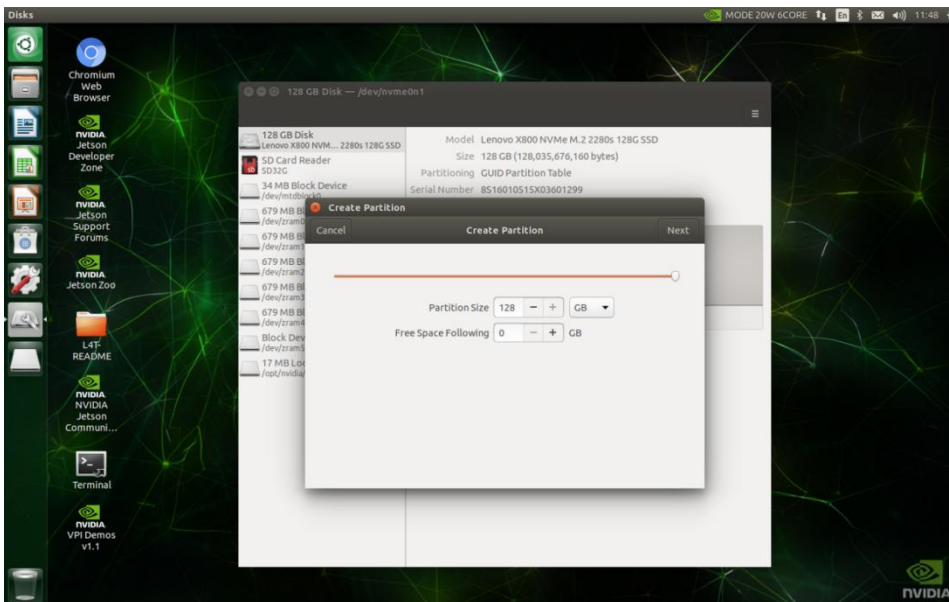 Disks
MODE 20W 6CORE
En
11:48
Chromium
Web
Browser
NVIDIA
Jetson
Developer
Zone
NVIDIA
Jetson
Support
Forums
NVIDIA
Jetson Zoo
L4T-
README
NVIDIA
NVIDIA
Jetson
Communi...
Terminal
NVIDIA
VPI Demos
v1.1
128 GB Disk — /dev/nvme0n1
128 GB Disk
Lenovo X800 NVM... 2280s 128G SSD
SD Card Reader
SD32G
34 MB Block Device
/dev/mtdblock0
679 MB Bl
/dev/zram0
679 MB Bl
/dev/zram1
679 MB Bl
/dev/zram2
679 MB Bl
/dev/zram3
679 MB Bl
/dev/zram4
Block Dev
/dev/zram5
17 MB Loo
/opt/nvidia/
Model Lenovo X800 NVMe M.2 2280s 128G SSD
Size 128 GB (128,035,676,160 bytes)
Partitioning GUID Partition Table
Serial Number 8S16010515X03601299
Create Partition
Cancel
Create Partition
Next
Partition Size 128 − + GB
Free Space Following 0 − + GB
NVIDIA